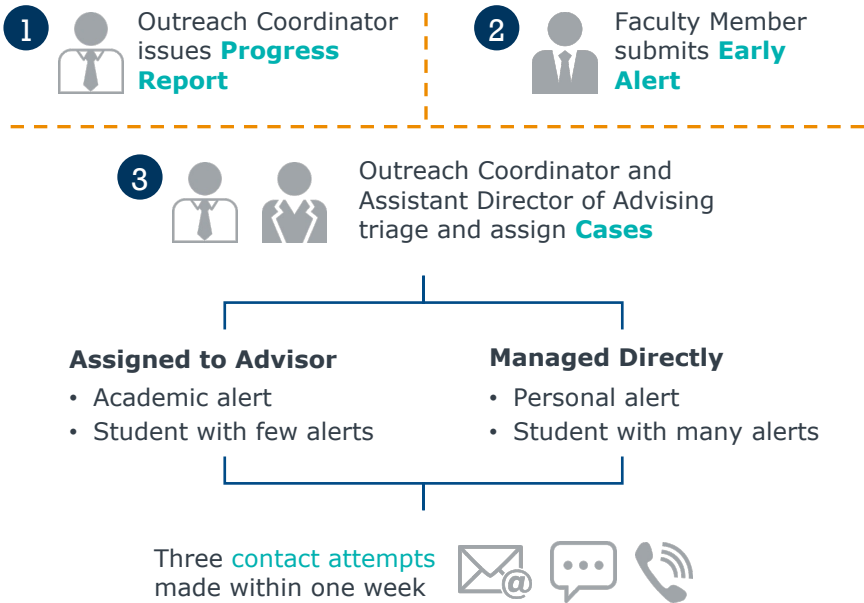 1
Outreach Coordinator
issues Progress
Report
2
Faculty Member
submits Early
Alert
3
Outreach Coordinator and
Assistant Director of Advising
triage and assign Cases
Assigned to Advisor
• Academic alert
• Student with few alerts
Managed Directly
• Personal alert
• Student with many alerts
Three contact attempts
made within one week
@